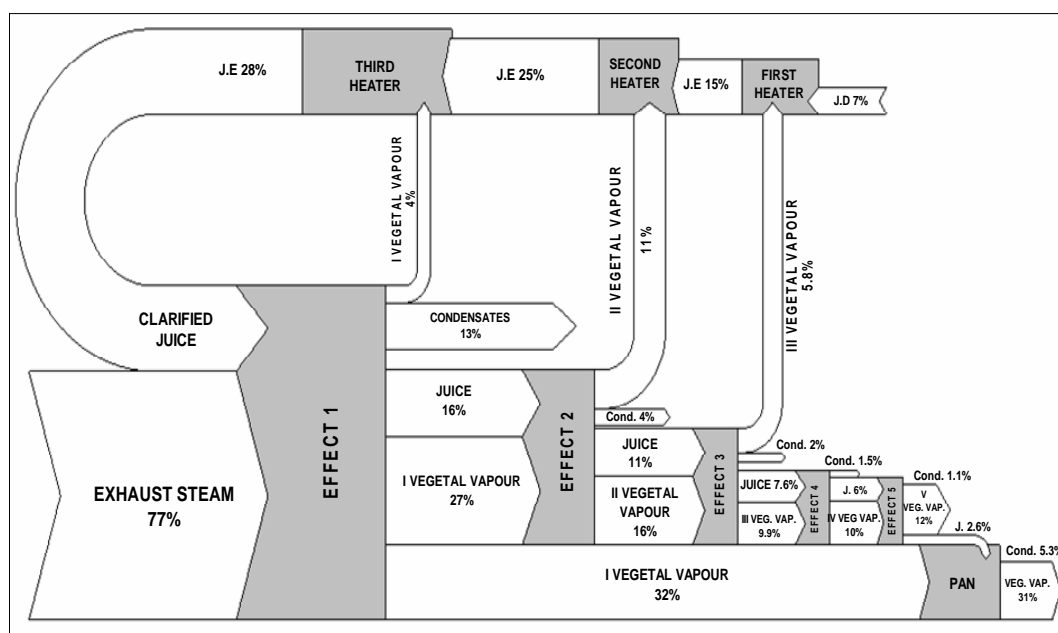 J.E 28%
THIRD
HEATER
J.E 25%
SECOND
HEATER
J.E 15%
FIRST
HEATER
J.D 7%
I VEGETAL VAPOUR
4%
II VEGETAL VAPOUR
11%
III VEGETAL VAPOUR
5.8%
CLARIFIED
JUICE
CONDENSATES
13%
EXHAUST STEAM
77%
EFFECT 1
JUICE
16%
I VEGETAL VAPOUR
27%
EFFECT 2
Cond. 4%
JUICE
11%
II VEGETAL
VAPOUR
16%
EFFECT 3
Cond. 2%
JUICE 7.6%
III VEG. VAP.
9.9%
EFFECT 4
Cond. 1.5%
J. 6%
IV VEG VAP.
10%
EFFECT 5
Cond. 1.1%
V
VEG. VAP.
12%
J. 2.6%
I VEGETAL VAPOUR
32%
PAN
Cond. 5.3%
VEG. VAP.
31%